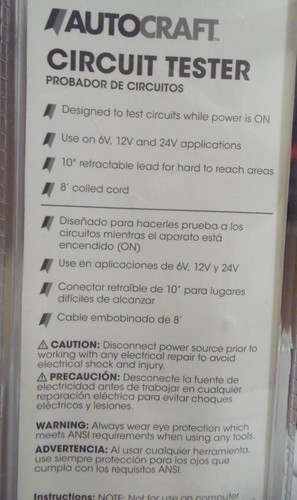 AUTOCRAFT
CIRCUIT TESTER
PROBADOR DE CIRCUITOS
Designed to test circuits while power is ON
Use on 6V, 12V and 24V applications
10" retractable lead for hard to reach areas
8' coiled cord
Diseñado para hacerles prueba a los
circuitos mientras el aparato está
encendido (ON)
Use en aplicaciones de 6V, 12V y 24V
Conector retraíble de 10" para lugares
difíciles de alcanzar
Cable embobinado de 8'
⚠ CAUTION: Disconnect power source prior to
working with any electrical repair to avoid
electrical shock and injury.
⚠ PRECAUCIÓN: Desconecte la fuente de
electricidad antes de trabajar en cualquier
reparación eléctrica para evitar choques
eléctricos y lesiones.
WARNING: Always wear eye protection which
meets ANSI requirements when using any tools.
ADVERTENCIA: Al usar cualquier herramienta,
use siempre protección para los ojos que
cumpla con los requisitos ANSI.
Instructions: NOTE: Not for use on computer